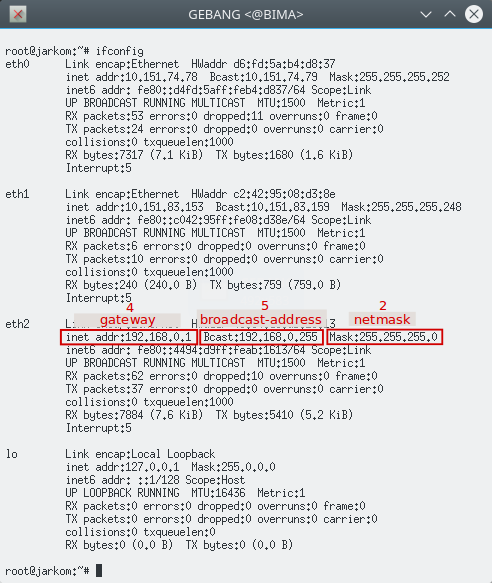 GEBANG <@BIMA>
root@jarkom:~# ifconfig
eth0 Link encap:Ethernet HWaddr d6:fd:5a:b4:d8:37
inet addr:10.151.74.78 Bcast:10.151.74.79 Mask:255.255.255.252
inet6 addr: fe80::d4fd:5aff:feb4:d837/64 Scope:Link
UP BROADCAST RUNNING MULTICAST MTU:1500 Metric:1
RX packets:53 errors:0 dropped:11 overruns:0 frame:0
TX packets:24 errors:0 dropped:0 overruns:0 carrier:0
collisions:0 txqueuelen:1000
RX bytes:7317 (7.1 KiB) TX bytes:1680 (1.6 KiB)
Interrupt:5
eth1 Link encap:Ethernet HWaddr c2:42:95:08:d3:8e
inet addr:10.151.83.153 Bcast:10.151.83.159 Mask:255.255.255.248
inet6 addr: fe80::c042:95ff:fe08:d38e/64 Scope:Link
UP BROADCAST RUNNING MULTICAST MTU:1500 Metric:1
RX packets:6 errors:0 dropped:0 overruns:0 frame:0
TX packets:10 errors:0 dropped:0 overruns:0 carrier:0
collisions:0 txqueuelen:1000
RX bytes:240 (240.0 B) TX bytes:759 (759.0 B)
Interrupt:5
4 5 2
gateway broadcast-address netmask
eth2
inet addr:192.168.0.1 Bcast:192.168.0.255 Mask:255.255.255.0
inet6 addr: fe80::4494:d9ff:feab:1613/64 Scope:Link
UP BROADCAST RUNNING MULTICAST MTU:1500 Metric:1
RX packets:62 errors:0 dropped:10 overruns:0 frame:0
TX packets:37 errors:0 dropped:0 overruns:0 carrier:0
collisions:0 txqueuelen:1000
RX bytes:7884 (7.6 KiB) TX bytes:5410 (5.2 KiB)
Interrupt:5
lo Link encap:Local Loopback
inet addr:127.0.0.1 Mask:255.0.0.0
inet6 addr: ::1/128 Scope:Host
UP LOOPBACK RUNNING MTU:16436 Metric:1
RX packets:0 errors:0 dropped:0 overruns:0 frame:0
TX packets:0 errors:0 dropped:0 overruns:0 carrier:0
collisions:0 txqueuelen:0
RX bytes:0 (0.0 B) TX bytes:0 (0.0 B)
root@jarkom:~#